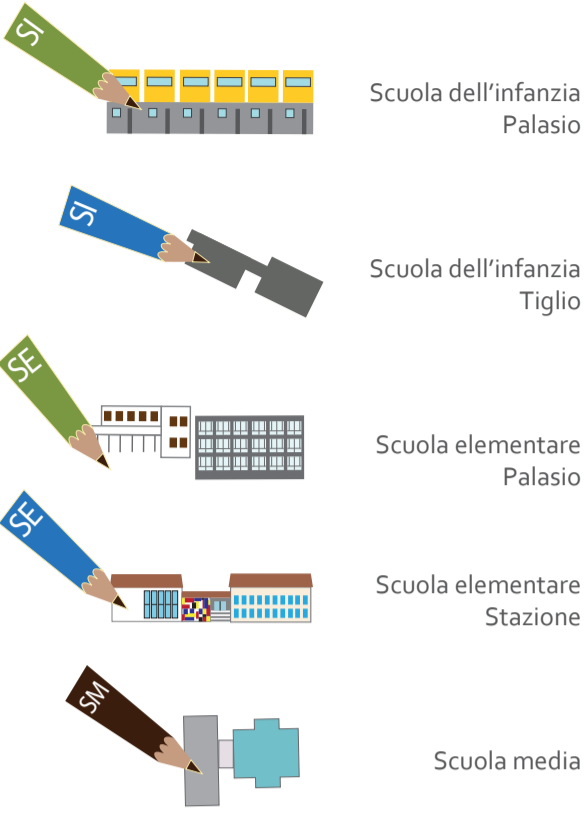 SI
Scuola dell'infanzia
Palasio
SI
Scuola dell'infanzia
Tiglio
SE
Scuola elementare
Palasio
SE
Scuola elementare
Stazione
SM
Scuola media